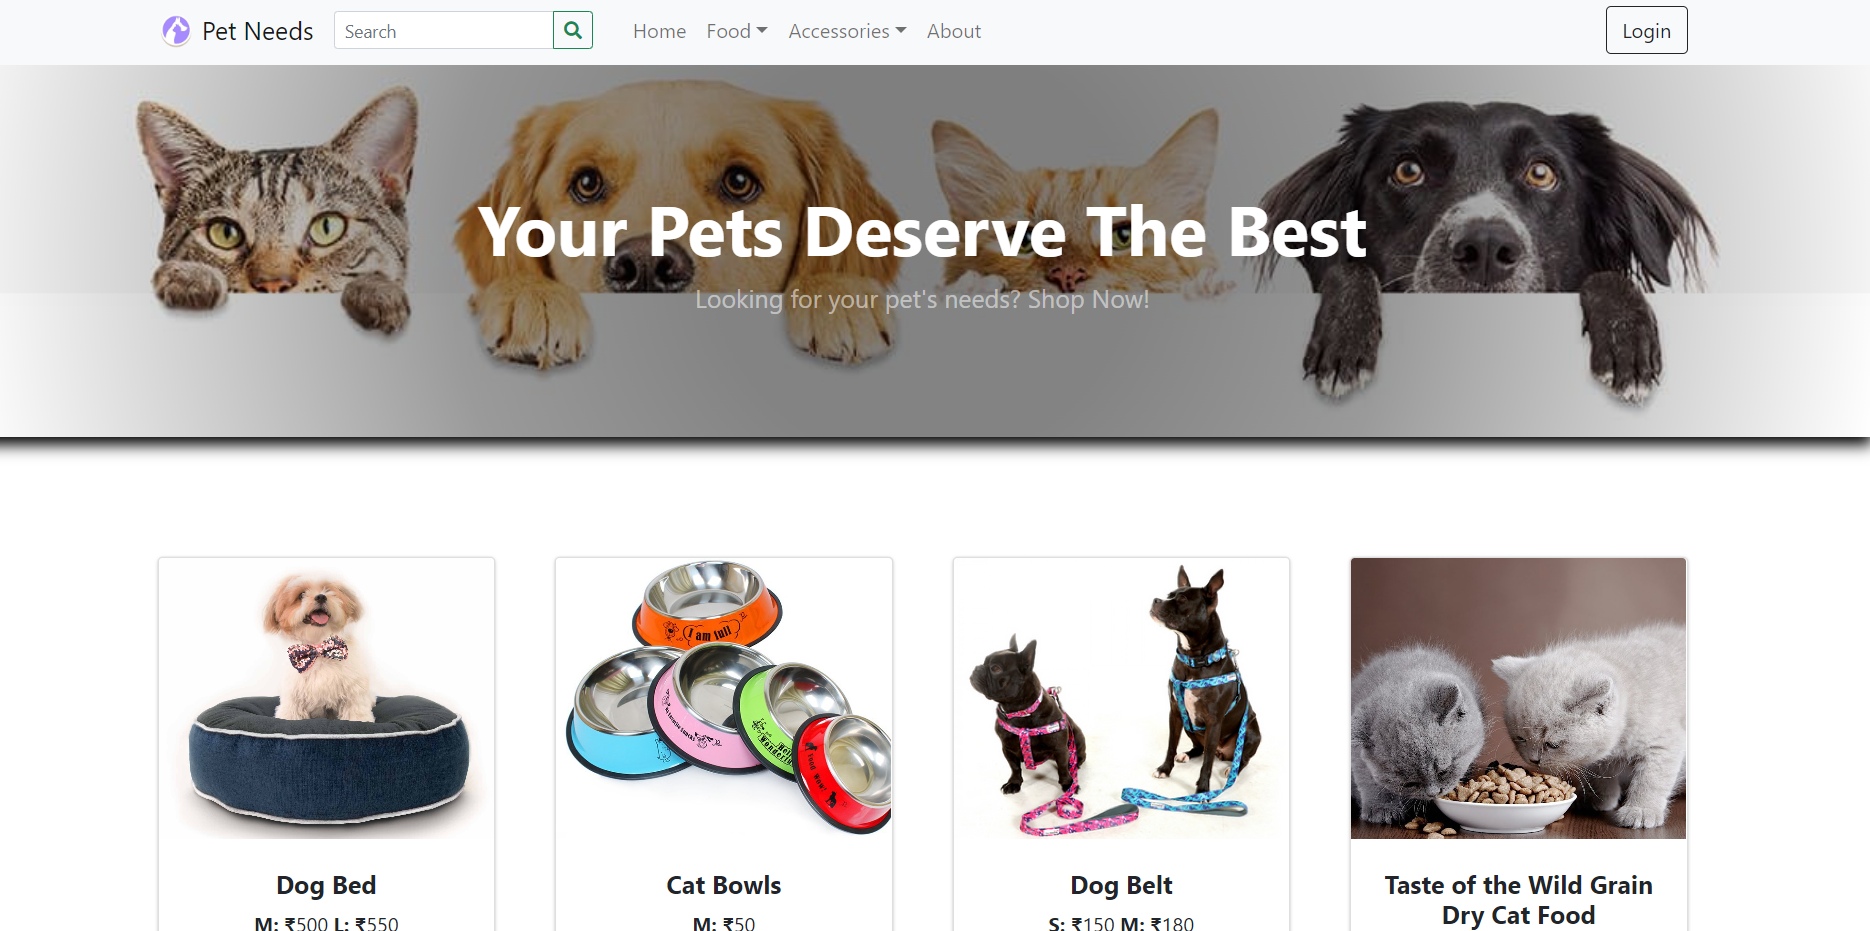 Pet Needs
Search
Home
Food
Accessories
About
Login
Your Pets Deserve The Best
Looking for your pet's needs? Shop Now!
I am full
Dog Bed
M: ₹500 L: ₹550
Cat Bowls
M: ₹50
Dog Belt
S: ₹150 M: ₹180
Taste of the Wild Grain
Dry Cat Food